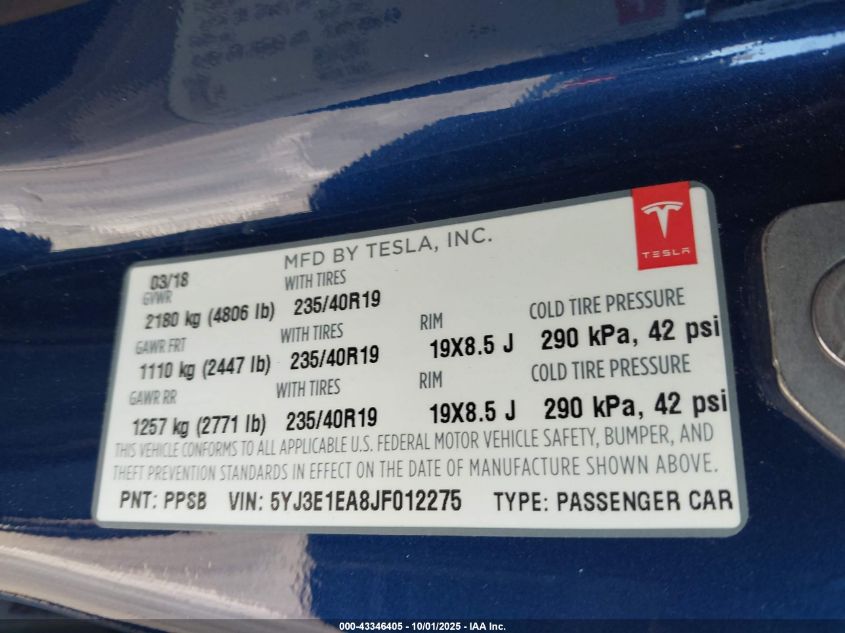 MFD BY TESLA, INC.
TESLA
03/18
GVWR WITH TIRES
2180 kg (4806 lb) 235/40R19
GAWR FRT WITH TIRES RIM COLD TIRE PRESSURE
1110 kg (2447 lb) 235/40R19 19X8.5 J 290 kPa, 42 psi
GAWR RR WITH TIRES RIM COLD TIRE PRESSURE
1257 kg (2771 lb) 235/40R19 19X8.5 J 290 kPa, 42 psi
THIS VEHICLE CONFORMS TO ALL APPLICABLE U.S. FEDERAL MOTOR VEHICLE SAFETY, BUMPER, AND
THEFT PREVENTION STANDARDS IN EFFECT ON THE DATE OF MANUFACTURE SHOWN ABOVE.
PNT: PPSB VIN: 5YJ3E1EA8JF012275 TYPE: PASSENGER CAR
000-43346405 - 10/01/2025 - IAA Inc.